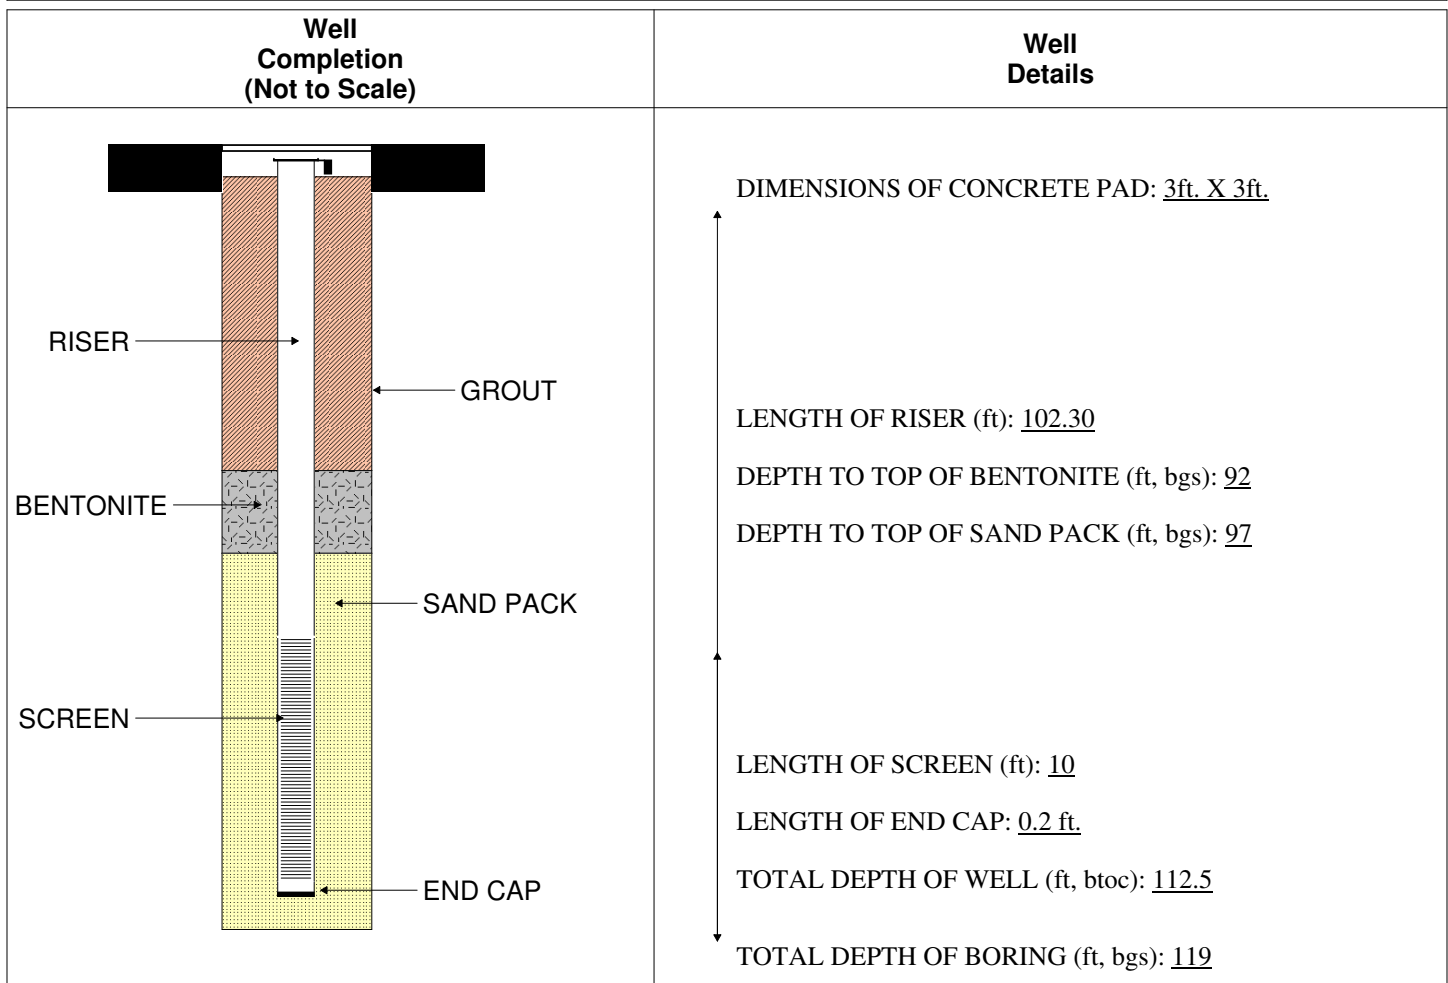 Well
Completion
(Not to Scale)
Well
Details
RISER
GROUT
BENTONITE
SAND PACK
SCREEN
END CAP
DIMENSIONS OF CONCRETE PAD: 3ft. X 3ft.
LENGTH OF RISER (ft): 102.30
DEPTH TO TOP OF BENTONITE (ft, bgs): 92
DEPTH TO TOP OF SAND PACK (ft, bgs): 97
LENGTH OF SCREEN (ft): 10
LENGTH OF END CAP: 0.2 ft.
TOTAL DEPTH OF WELL (ft, btoc): 112.5
TOTAL DEPTH OF BORING (ft, bgs): 119